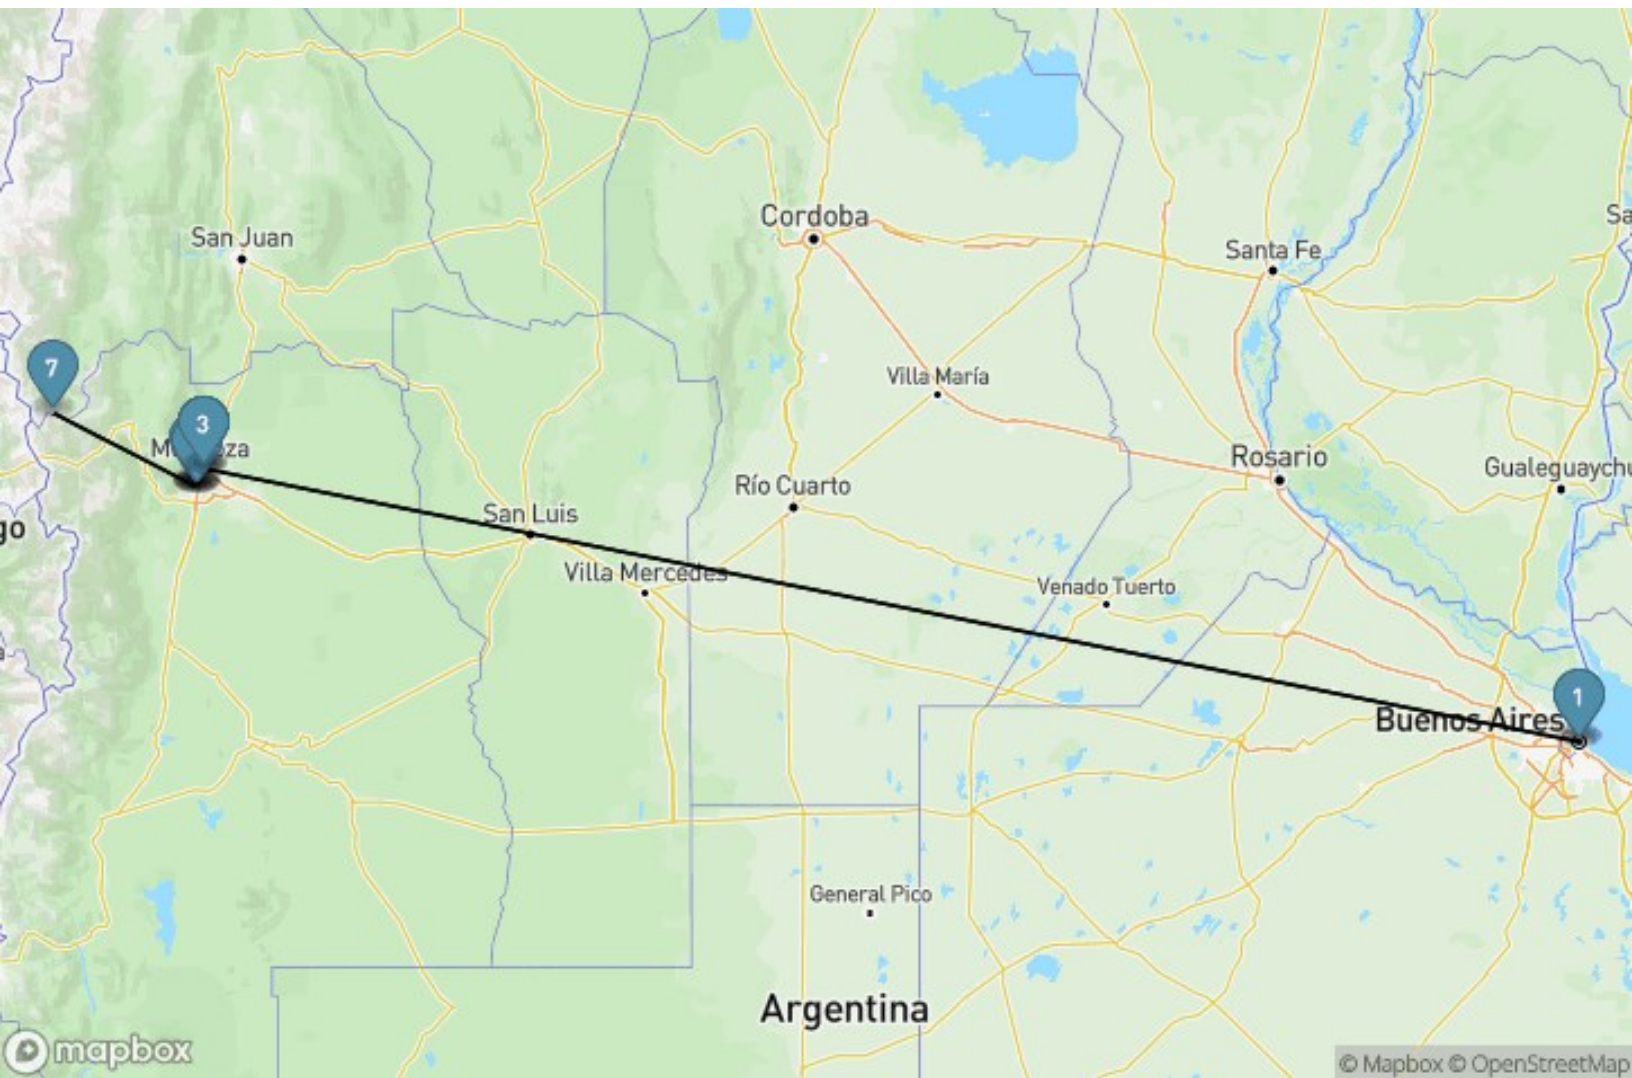 Cordoba
Sa
San Juan
Santa Fe
7
Villa María
3
Rosario
Gualeguaychu
Río Cuarto
San Luis
go
Villa Mercedes
Venado Tuerto
1
Buenos Aires
General Pico
Argentina
mapbox
© Mapbox © OpenStreetMap